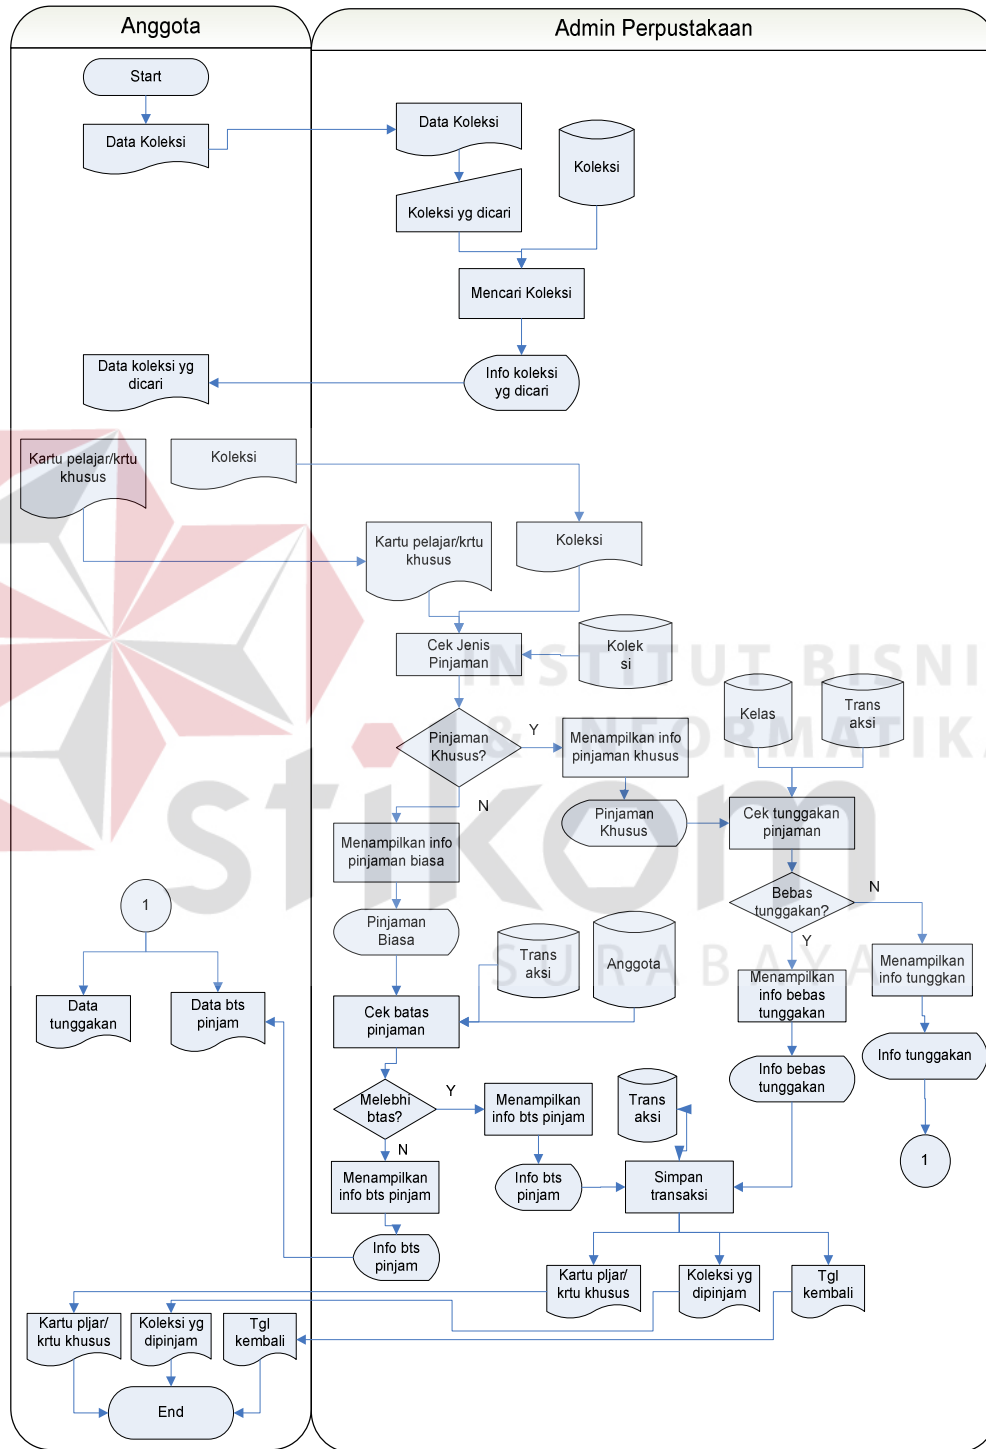 Anggota
Admin Perpustakaan
Start
Data Koleksi
Data Koleksi
Koleksi
Koleksi yg dicari
Mencari Koleksi
Info koleksi
yg dicari
Data koleksi yg
dicari
Kartu pelajar/krtu
khusus
Koleksi
Kartu pelajar/krtu
khusus
Koleksi
Cek Jenis
Pinjaman
Kolek
si
INSTITUT BISNI
& INFORMATIKA
stikom
SURABAYA
Kelas
Trans
aksi
Pinjaman
Khusus?
Y
Menampilkan info
pinjaman khusus
N
Pinjaman
Khusus
Cek tunggakan
pinjaman
Menampilkan info
pinjaman biasa
Bebas
tunggakan?
N
Y
1
Pinjaman
Biasa
Trans
aksi
Anggota
Menampilkan
info bebas
tunggakan
Menampilkan
info tunggkan
Data
tunggakan
Data bts
pinjam
Cek batas
pinjaman
Info bebas
tunggakan
Info tunggakan
Melebhi
btas?
Y
Menampilkan
info bts pinjam
Trans
aksi
N
Menampilkan
info bts pinjam
Info bts
pinjam
Simpan
transaksi
1
Info bts
pinjam
Kartu pljar/
krtu khusus
Koleksi yg
dipinjam
Tgl
kembali
Kartu pljar/
krtu khusus
Koleksi yg
dipinjam
Tgl
kembali
End